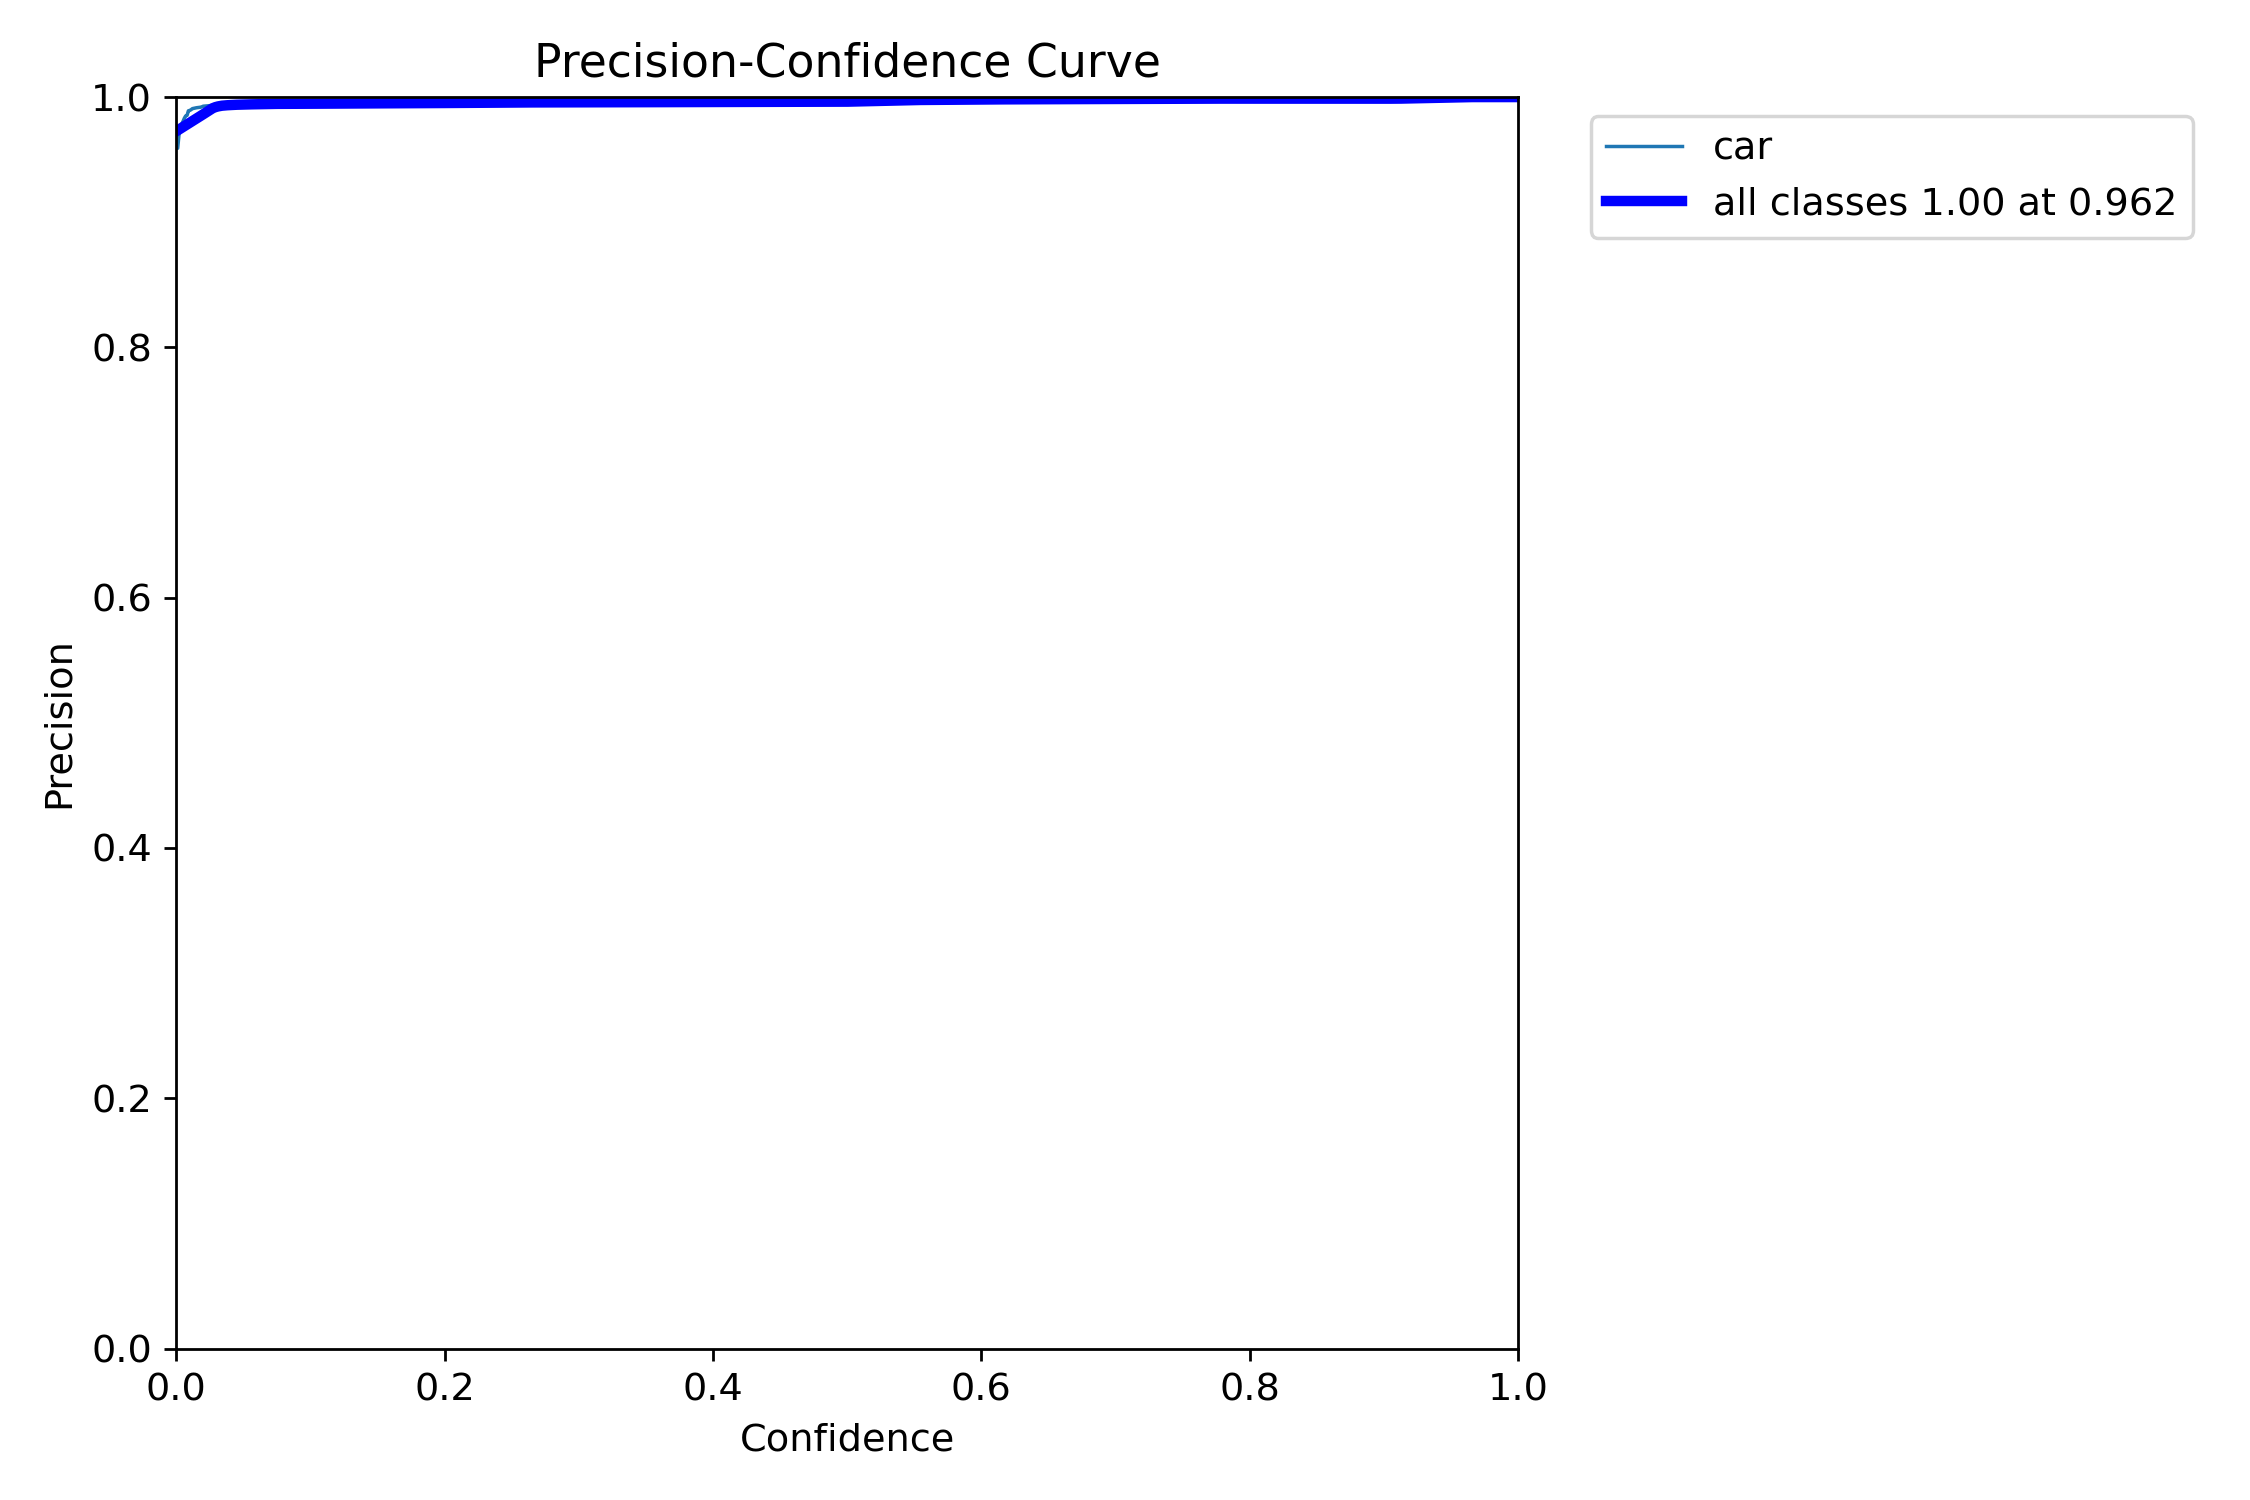 Precision-Confidence Curve
1.0
0.8
0.6
0.4
0.2
0.0
Precision
0.0 0.2 0.4 0.6 0.8 1.0
Confidence
car
all classes 1.00 at 0.962